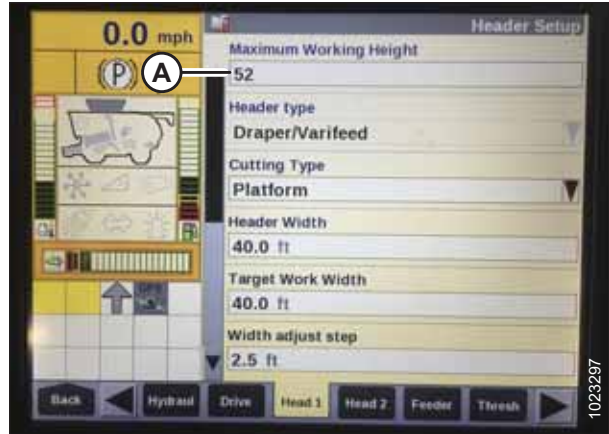 0.0 mph
Header Setup
Maximum Working Height
(P)
A
52
Header type
Draper/Varifeed
Cutting Type
Platform
Header Width
40.0 ft
Target Work Width
40.0 ft
Width adjust step
2.5 ft
Back
Hydraul
Drive
Head 1
Head 2
Feeder
Thresh
1023297